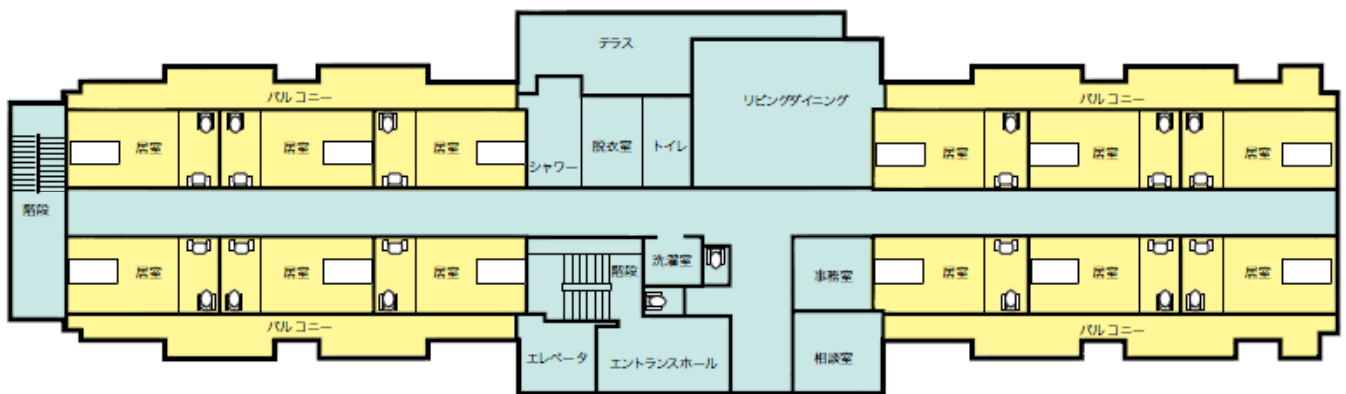 テラス
リビングダイニング
バルコニー
バルコニー
居室
居室
居室
シャワー
脱衣室
トイレ
居室
居室
居室
階段
居室
居室
居室
階段
洗濯室
事務室
居室
居室
居室
バルコニー
エレベータ
エントランスホール
相談室
バルコニー